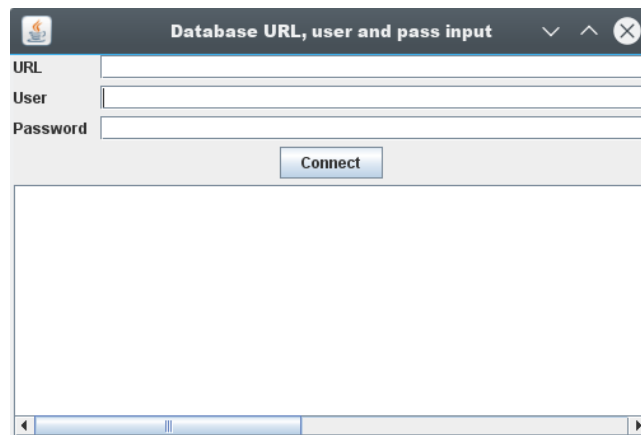 Database URL, user and pass input
URL
User
Password
Connect